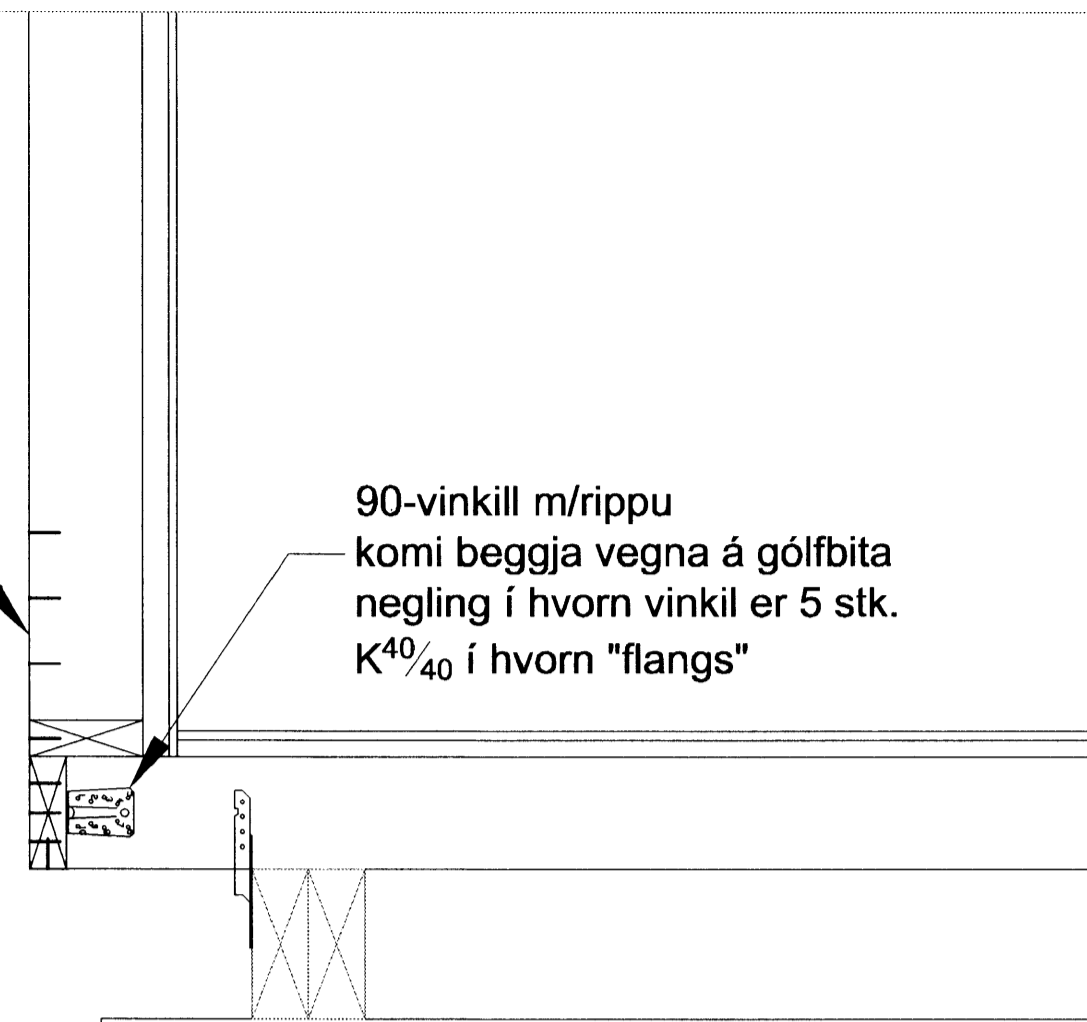 90-vinkill m/rippu
komi beggja vegna á gólfbita
negling í hvorn vinkil er 5 stk.
K40/40 í hvorn "flangs"